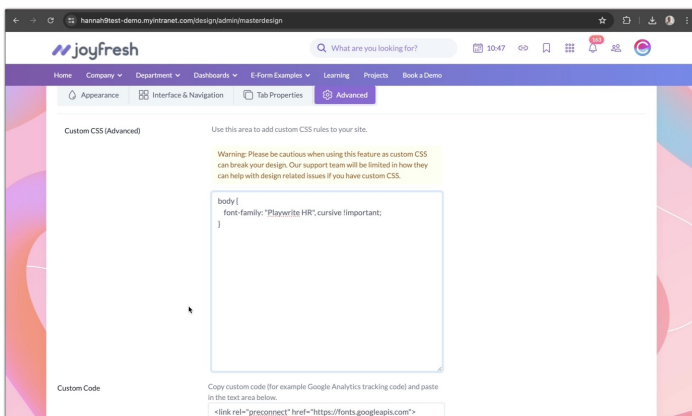 hannah9test-demo.myintranet.com/design/admin/masterdesign
joyfresh
What are you looking for?
10:47
163
Home Company Department Dashboards E-Form Examples Learning Projects Book a Demo
Appearance Interface & Navigation Tab Properties Advanced
Custom CSS (Advanced)
Use this area to add custom CSS rules to your site.
Warning: Please be cautious when using this feature as custom CSS
can break your design. Our support team will be limited in how they
can help with design related issues if you have custom CSS.
body {
font-family: "Playwrite HR", cursive !important;
}
Custom Code
Copy custom code (for example Google Analytics tracking code) and paste
in the text area below.
<link rel="preconnect" href="https://fonts.googleapis.com">